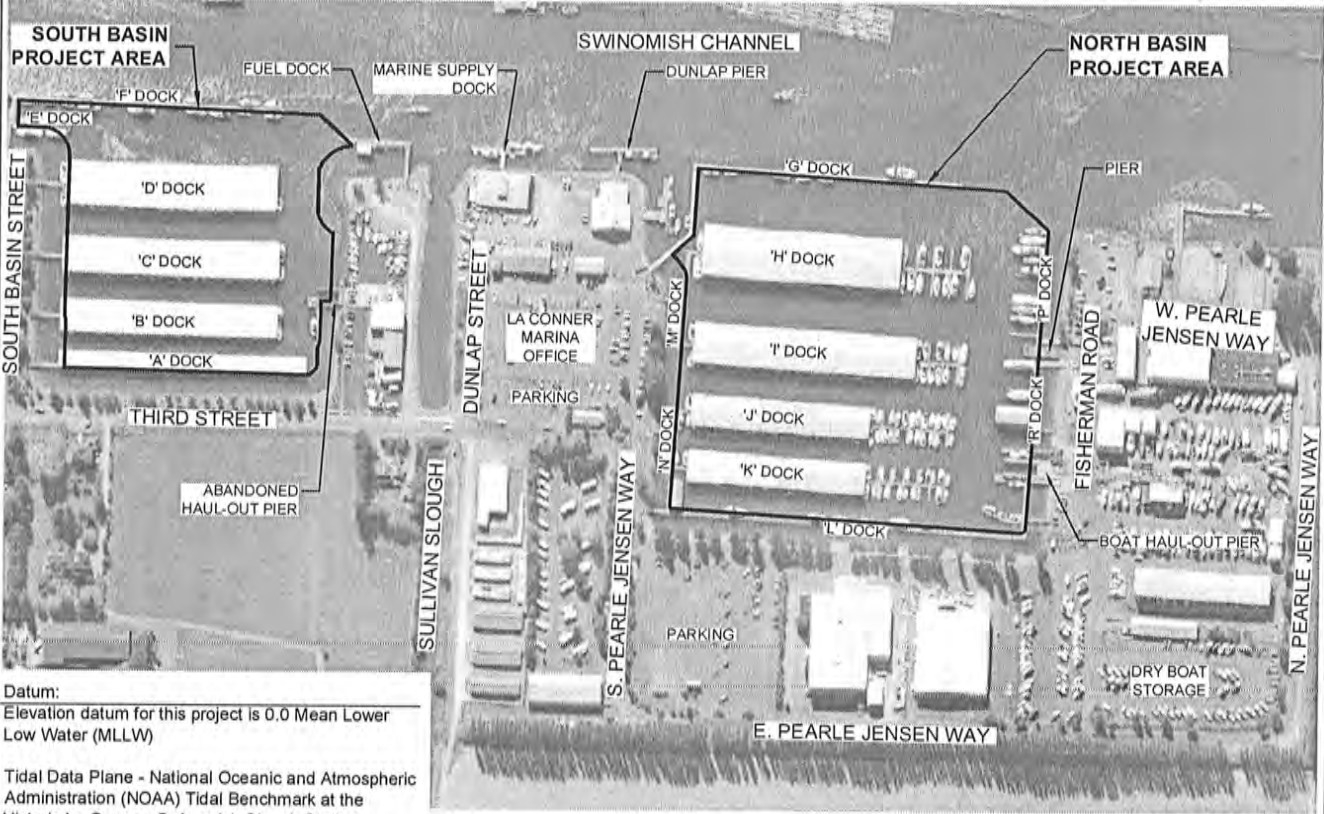 SOUTH BASIN
PROJECT AREA
FUEL DOCK
MARINE SUPPLY
DOCK
SWINOMISH CHANNEL
DUNLAP PIER
NORTH BASIN
PROJECT AREA
'F' DOCK
'E' DOCK
'D' DOCK
'C' DOCK
'B' DOCK
'A' DOCK
SOUTH BASIN STREET
THIRD STREET
ABANDONED
HAUL-OUT PIER
SULLIVAN SLOUGH
DUNLAP STREET
LA CONNER
MARINA
OFFICE
PARKING
S. PEARLE JENSEN WAY
'G' DOCK
'H' DOCK
'I' DOCK
'J' DOCK
'K' DOCK
'L' DOCK
'M' DOCK
'N' DOCK
'P' DOCK
'R' DOCK
PIER
FISHERMAN ROAD
W. PEARLE
JENSEN WAY
BOAT HAUL-OUT PIER
N. PEARLE JENSEN WAY
PARKING
DRY BOAT
STORAGE
E. PEARLE JENSEN WAY
Datum:
Elevation datum for this project is 0.0 Mean Lower
Low Water (MLLW)
Tidal Data Plane - National Oceanic and Atmospheric
Administration (NOAA) Tidal Benchmark at the